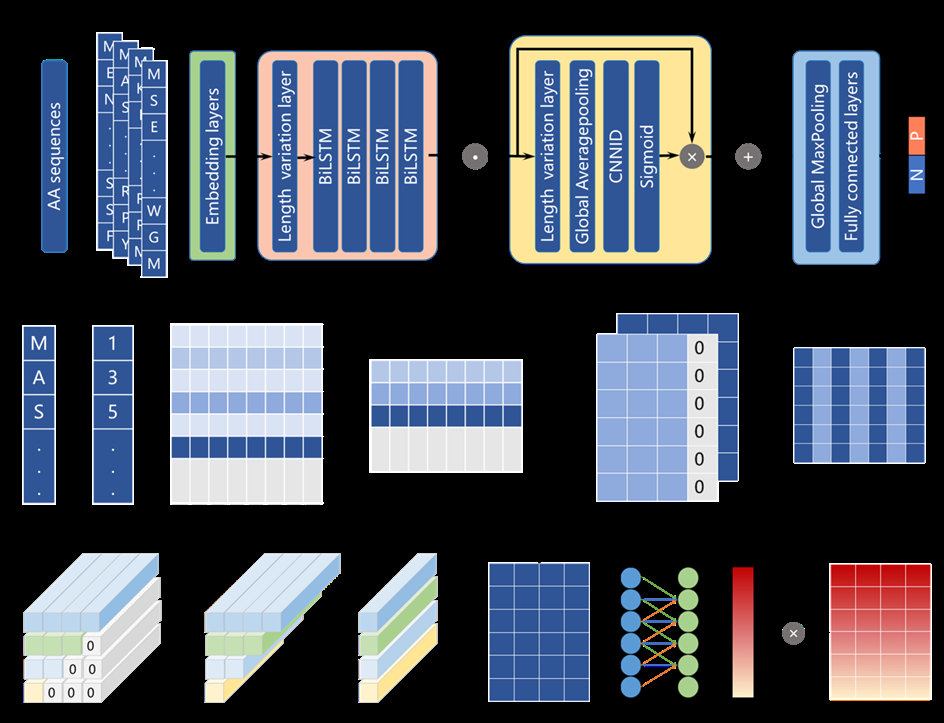 AA sequences
M
E
N
.
.
S
S
F
M
A
S
.
.
R
P
Y
M
M
M
S
E
.
.
.
W
G
M
Embedding layers
Length variation layer
BiLSTM
BiLSTM
BiLSTM
BiLSTM
·
Length variation layer
Global Averagepooling
CNNID
Sigmoid
×
+
Global MaxPooling
Fully connected layers
N P
M
A
S
.
.
.
1
3
5
.
.
.
0
0
0
0
0
0
0
0 0
0 0 0
×